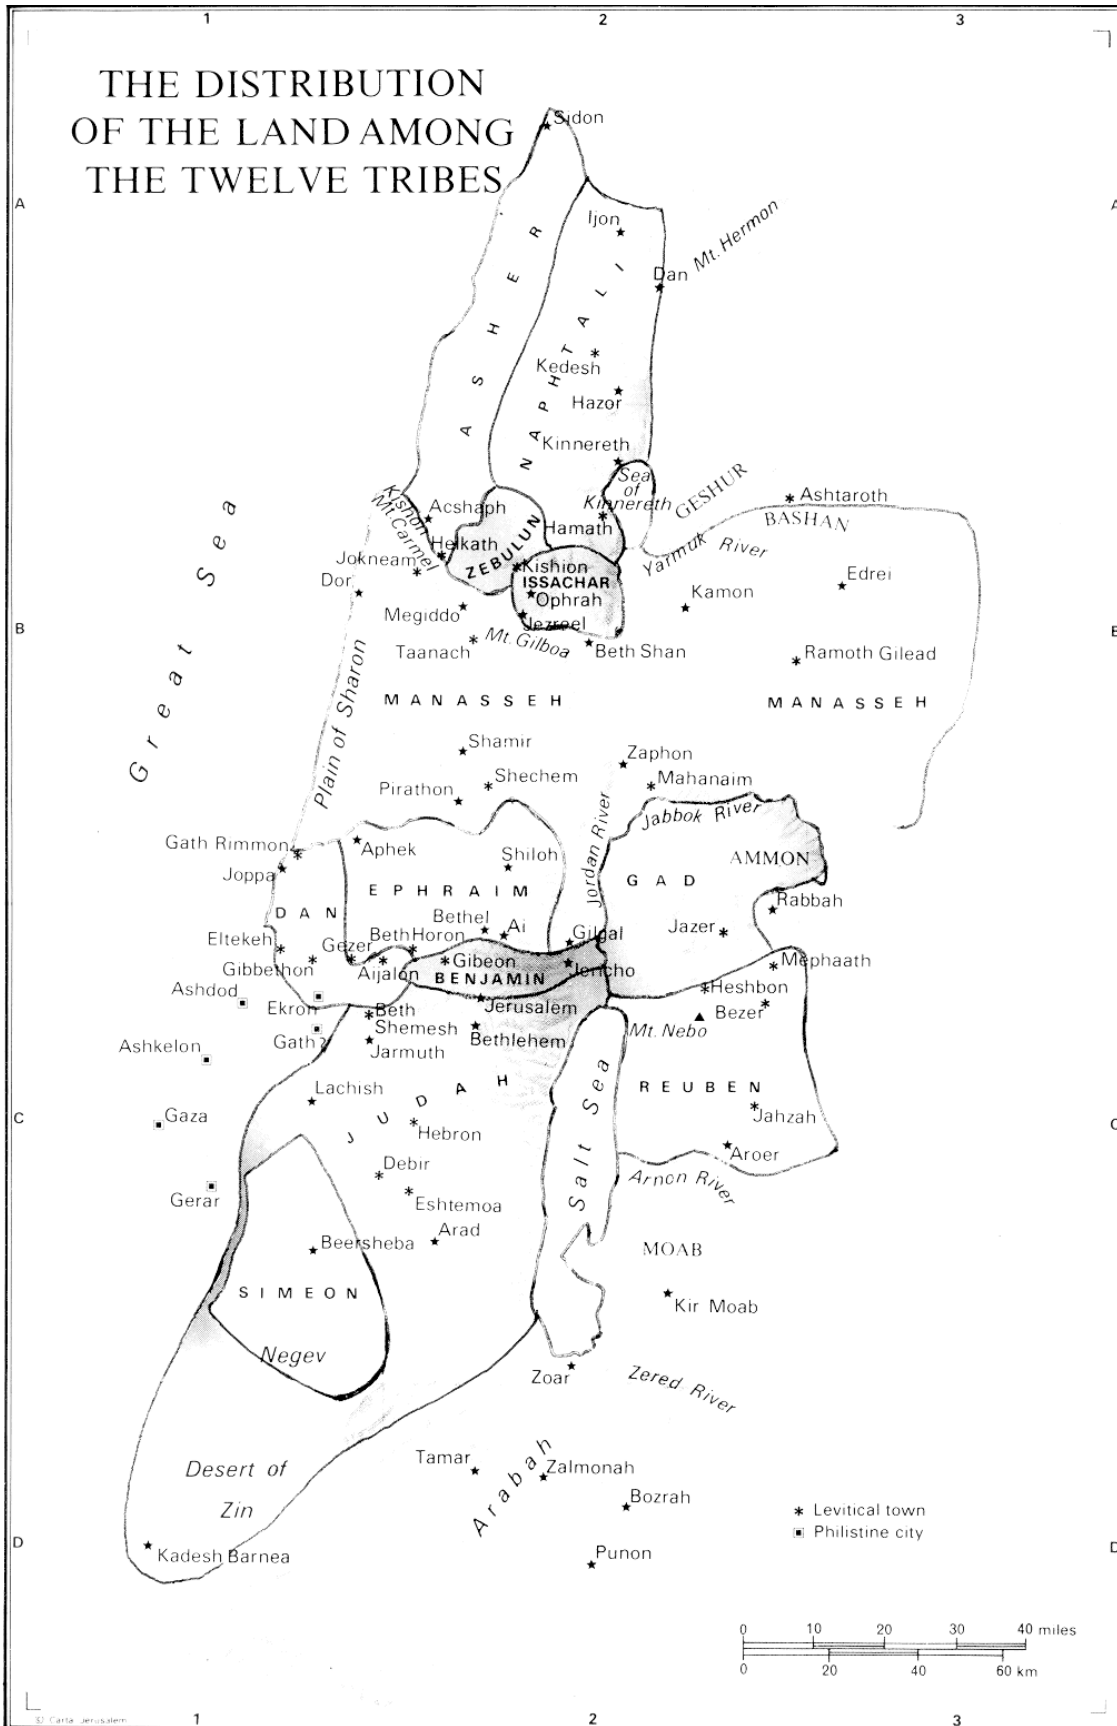 1 2 3
THE DISTRIBUTION
OF THE LAND AMONG
THE TWELVE TRIBES
Sidon
A A
Ijon
Mt. Hermon
Dan
ASHER
NAPHTALI
Kedesh
Hazor
Kinnereth
Sea
of
Kinnereth
GESHUR
Ashtaroth
BASHAN
Kishon
Mt. Carmel
Acshaph
Hamath
Helkath
ZEBULUN
Yarmuk River
Jokneam
Kishion
ISSACHAR
Edrei
Dor
Ophrah
Kamon
Megiddo
Jezreel
B B
Great Sea
Mt. Gilboa
Taanach
Beth Shan
Ramoth Gilead
Plain of Sharon
MANASSEH
MANASSEH
Shamir
Zaphon
Shechem
Mahanaim
Pirathon
Jordan River
Jabbok River
Gath Rimmon
Aphek
Shiloh
AMMON
Joppa
EPHRAIM
GAD
DAN
Rabbah
Bethel
Ai
Beth Horon
Gilgal
Jazer
Eltekeh
Gezer
Gibbethon
Aijalon
Gibeon
BENJAMIN
Jericho
Mephaath
Ashdod
Heshbon
Ekron
Beth
Shemesh
Jerusalem
Bezer
Gath?
Bethlehem
Mt. Nebo
Ashkelon
Jarmuth
Lachish
JUDAH
Salt Sea
REUBEN
Gaza
C C
Hebron
Jahzah
Debir
Aroer
Gerar
Eshtemoa
Arnon River
Arad
Beersheba
MOAB
SIMEON
Kir Moab
Negev
Zoar
Zered River
Tamar
Arabah
Zalmonah
Desert of
Zin
Bozrah
* Levitical town
Philistine city
D D
Kadesh Barnea
Punon
0 10 20 30 40 miles
0 20 40 60 km
Carta Jerusalem
1 2 3